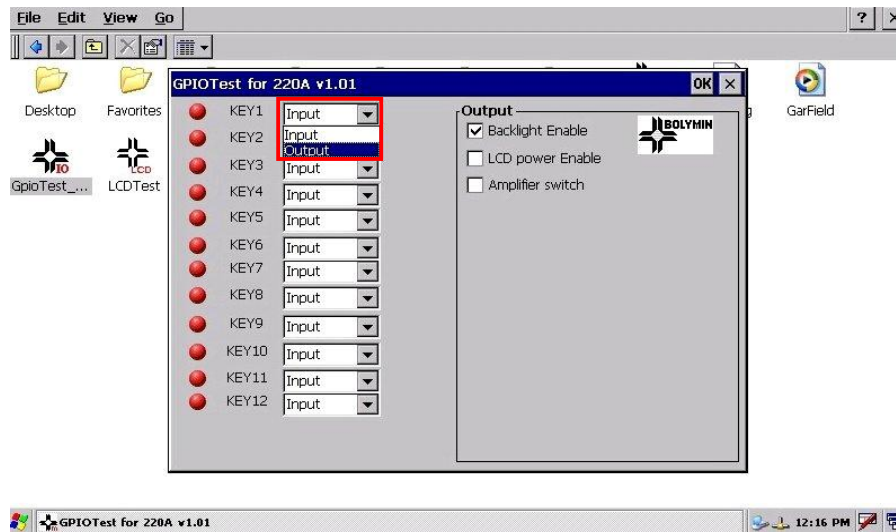 File Edit View Go ?
Desktop Favorites GarField
GpioTest_... LCDTest
GPIOTest for 220A v1.01 OK
KEY1 Input
Input
Output
KEY2
KEY3 Input
KEY4 Input
KEY5 Input
KEY6 Input
KEY7 Input
KEY8 Input
KEY9 Input
KEY10 Input
KEY11 Input
KEY12 Input
Output
Backlight Enable
LCD power Enable
Amplifier switch
BOLYMIN
IO
LCD
GPIOTest for 220A v1.01 12:16 PM